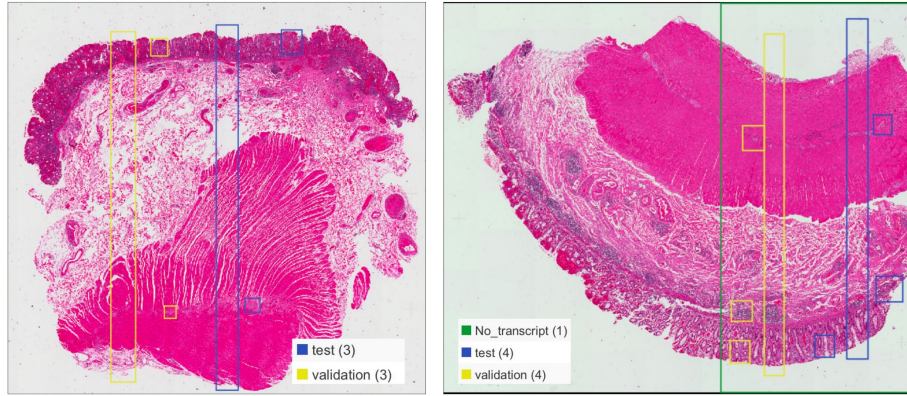 test (3)
validation (3)
No_transcript (1)
test (4)
validation (4)